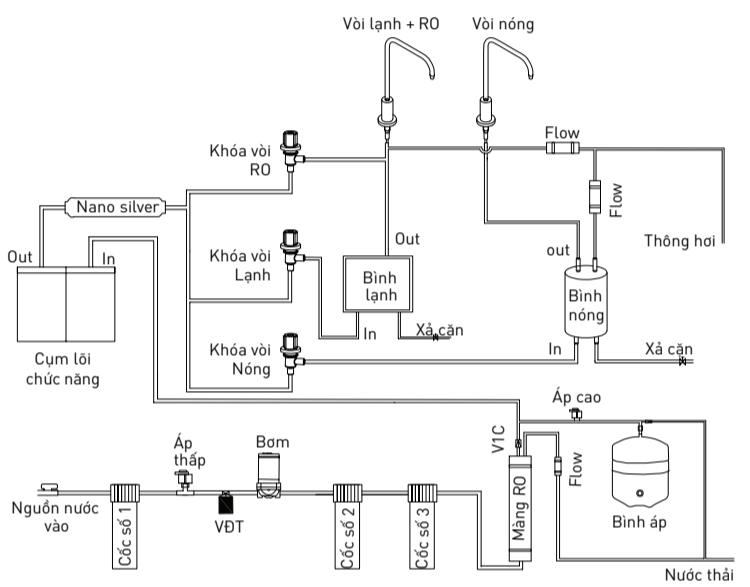 Vòi lạnh + RO
Vòi nóng
Flow
Khóa vòi
RO
Nano silver
Flow
Out
In
Khóa vòi
Lạnh
Out
out
Thông hơi
Bình
lạnh
Bình
nóng
In
Xả cặn
Cụm lõi
chức năng
Khóa vòi
Nóng
In
Xả cặn
Áp cao
Áp
thấp
Bơm
V1C
Flow
Màng RO
Bình áp
Nguồn nước
vào
Cốc số 1
VĐT
Cốc số 2
Cốc số 3
Nước thải